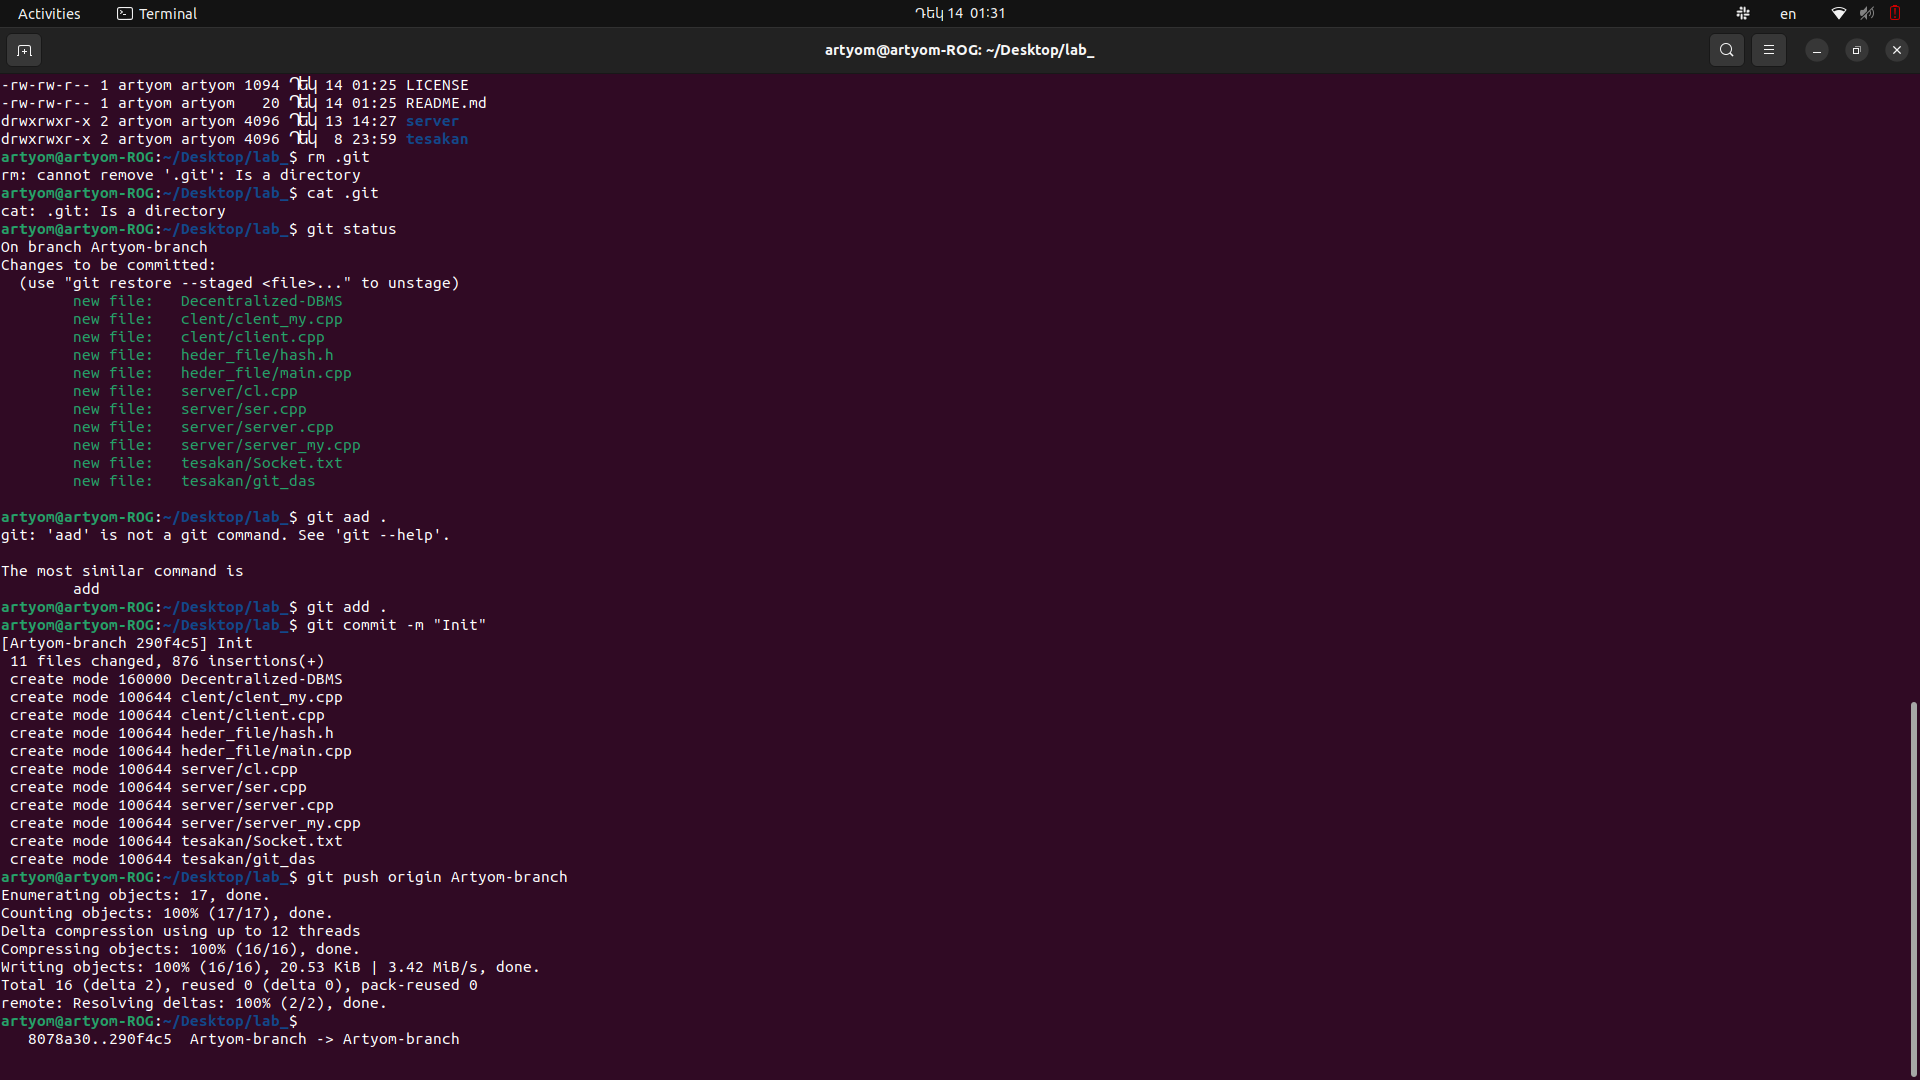 Activities Terminal Դեկ 14 01:31 en
artyom@artyom-ROG: ~/Desktop/lab_
-rw-rw-r-- 1 artyom artyom 1094 Դեկ 14 01:25 LICENSE
-rw-rw-r-- 1 artyom artyom   20 Դեկ 14 01:25 README.md
drwxrwxr-x 2 artyom artyom 4096 Դեկ 13 14:27 server
drwxrwxr-x 2 artyom artyom 4096 Դեկ  8 23:59 tesakan
artyom@artyom-ROG:~/Desktop/lab_$ rm .git
rm: cannot remove '.git': Is a directory
artyom@artyom-ROG:~/Desktop/lab_$ cat .git
cat: .git: Is a directory
artyom@artyom-ROG:~/Desktop/lab_$ git status
On branch Artyom-branch
Changes to be committed:
  (use "git restore --staged <file>..." to unstage)
        new file:   Decentralized-DBMS
        new file:   clent/clent_my.cpp
        new file:   clent/client.cpp
        new file:   heder_file/hash.h
        new file:   heder_file/main.cpp
        new file:   server/cl.cpp
        new file:   server/ser.cpp
        new file:   server/server.cpp
        new file:   server/server_my.cpp
        new file:   tesakan/Socket.txt
        new file:   tesakan/git_das
artyom@artyom-ROG:~/Desktop/lab_$ git aad .
git: 'aad' is not a git command. See 'git --help'.
The most similar command is
        add
artyom@artyom-ROG:~/Desktop/lab_$ git add .
artyom@artyom-ROG:~/Desktop/lab_$ git commit -m "Init"
[Artyom-branch 290f4c5] Init
 11 files changed, 876 insertions(+)
 create mode 160000 Decentralized-DBMS
 create mode 100644 clent/clent_my.cpp
 create mode 100644 clent/client.cpp
 create mode 100644 heder_file/hash.h
 create mode 100644 heder_file/main.cpp
 create mode 100644 server/cl.cpp
 create mode 100644 server/ser.cpp
 create mode 100644 server/server.cpp
 create mode 100644 server/server_my.cpp
 create mode 100644 tesakan/Socket.txt
 create mode 100644 tesakan/git_das
artyom@artyom-ROG:~/Desktop/lab_$ git push origin Artyom-branch
Enumerating objects: 17, done.
Counting objects: 100% (17/17), done.
Delta compression using up to 12 threads
Compressing objects: 100% (16/16), done.
Writing objects: 100% (16/16), 20.53 KiB | 3.42 MiB/s, done.
Total 16 (delta 2), reused 0 (delta 0), pack-reused 0
remote: Resolving deltas: 100% (2/2), done.
artyom@artyom-ROG:~/Desktop/lab_$
   8078a30..290f4c5  Artyom-branch -> Artyom-branch